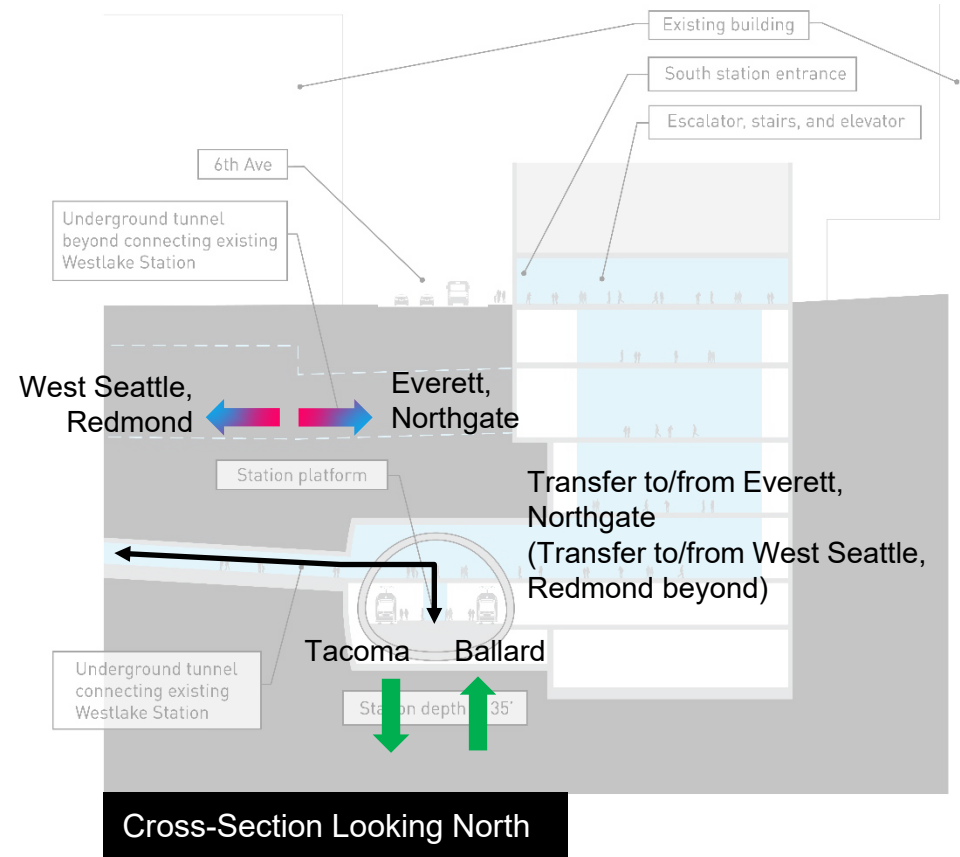 Existing building
South station entrance
Escalator, stairs, and elevator
6th Ave
Underground tunnel
beyond connecting existing
Westlake Station
West Seattle,
Redmond
Everett,
Northgate
Station platform
Transfer to/from Everett,
Northgate
(Transfer to/from West Seattle,
Redmond beyond)
Tacoma
Ballard
Underground tunnel
connecting existing
Westlake Station
Station depth 35'
Cross-Section Looking North